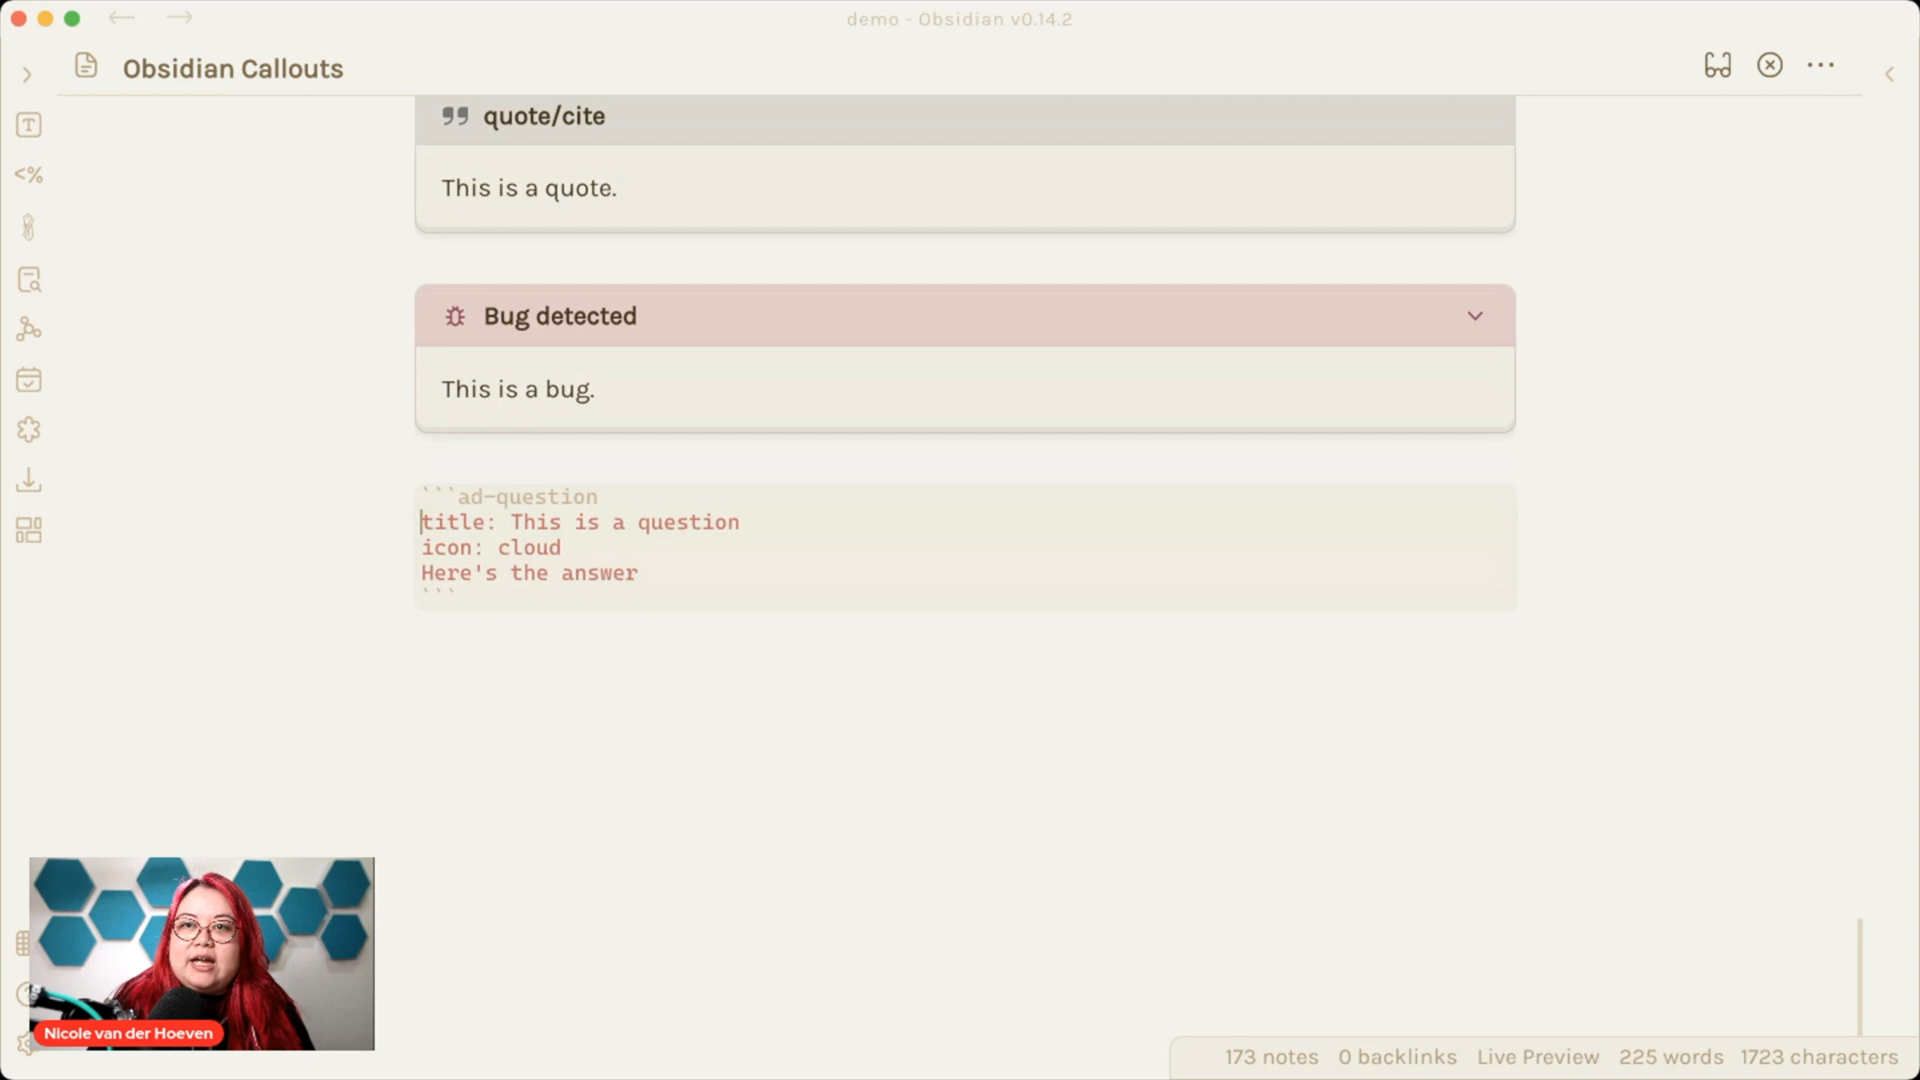 demo - Obsidian v0.14.2
Obsidian Callouts
<%
quote/cite
This is a quote.
Bug detected
This is a bug.
```ad-question
title: This is a question
icon: cloud
Here's the answer
```
Nicole van der Hoeven
173 notes 0 backlinks Live Preview 225 words 1723 characters